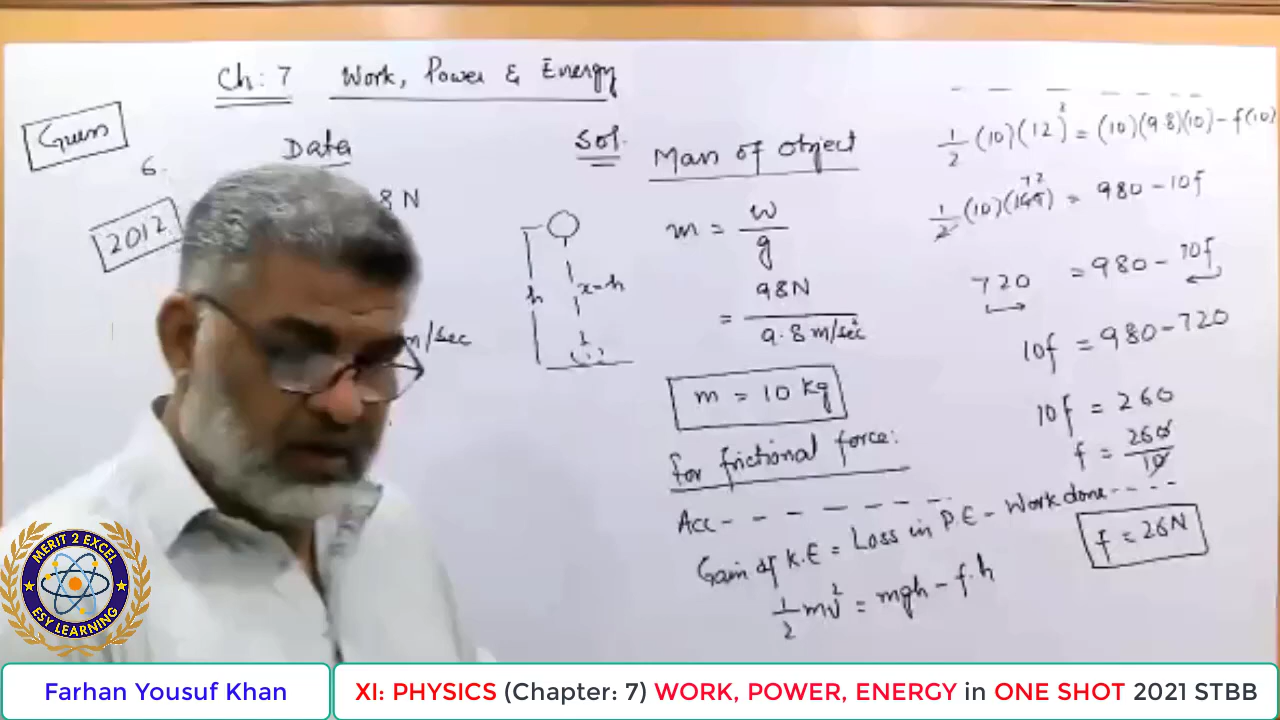 Ch: 7 Work, Power & Energy
Guess
6.
2012
Data
8 N
m/sec
Sol.
h
x=h
Mass of object
m = w/g
= 98N / 9.8 m/sec²
m = 10 kg
for frictional force:
Acc - - - - - - - -
Gain of K.E = Loss in P.E - Work done - - - -
1/2 mv² = mgh - f.h
- - - - - - -
1/2 (10)(12)² = (10)(9.8)(10) - f(10)
1/2 (10)(144) 72 = 980 - 10f
720 = 980 - 10f
10f = 980 - 720
10f = 260
f = 260/10
f = 26N
MERIT 2 EXCEL
ESY LEARNING
Farhan Yousuf Khan
XI: PHYSICS (Chapter: 7) WORK, POWER, ENERGY in ONE SHOT 2021 STBB